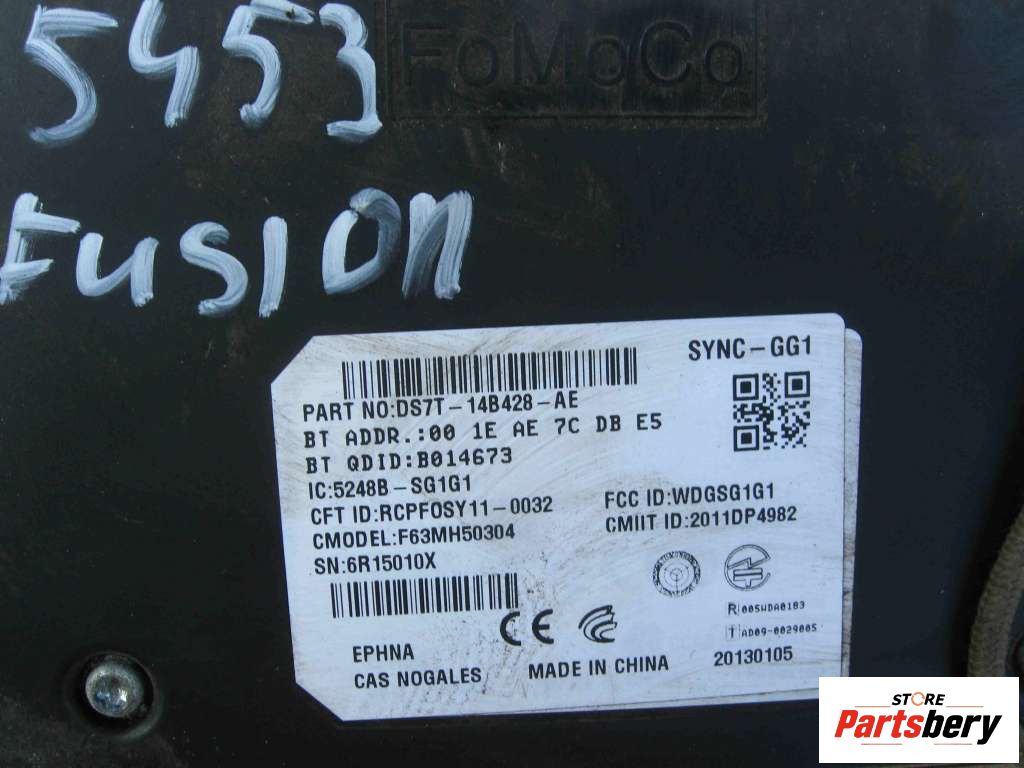 5453
FoMoCo
Fusion
SYNC-GG1
PART NO:DS7T-14B428-AE
BT ADDR.:00 1E AE 7C DB E5
BT QDID:B014673
IC:5248B-SG1G1
FCC ID:WDGSG1G1
CFT ID:RCPFOSY11-0032
CMIIT ID:2011DP4982
CMODEL:F63MH50304
SN:6R15010X
R 005WDA0183
T AD09-0029005
CE
EPHNA
CAS NOGALES
MADE IN CHINA
20130105
STORE
Partsbery